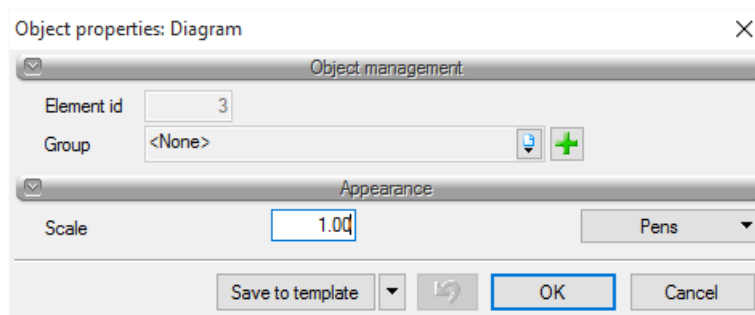 Object properties: Diagram
Object management
Element id 3
Group <None>
Appearance
Scale 1.00 Pens
Save to template OK Cancel